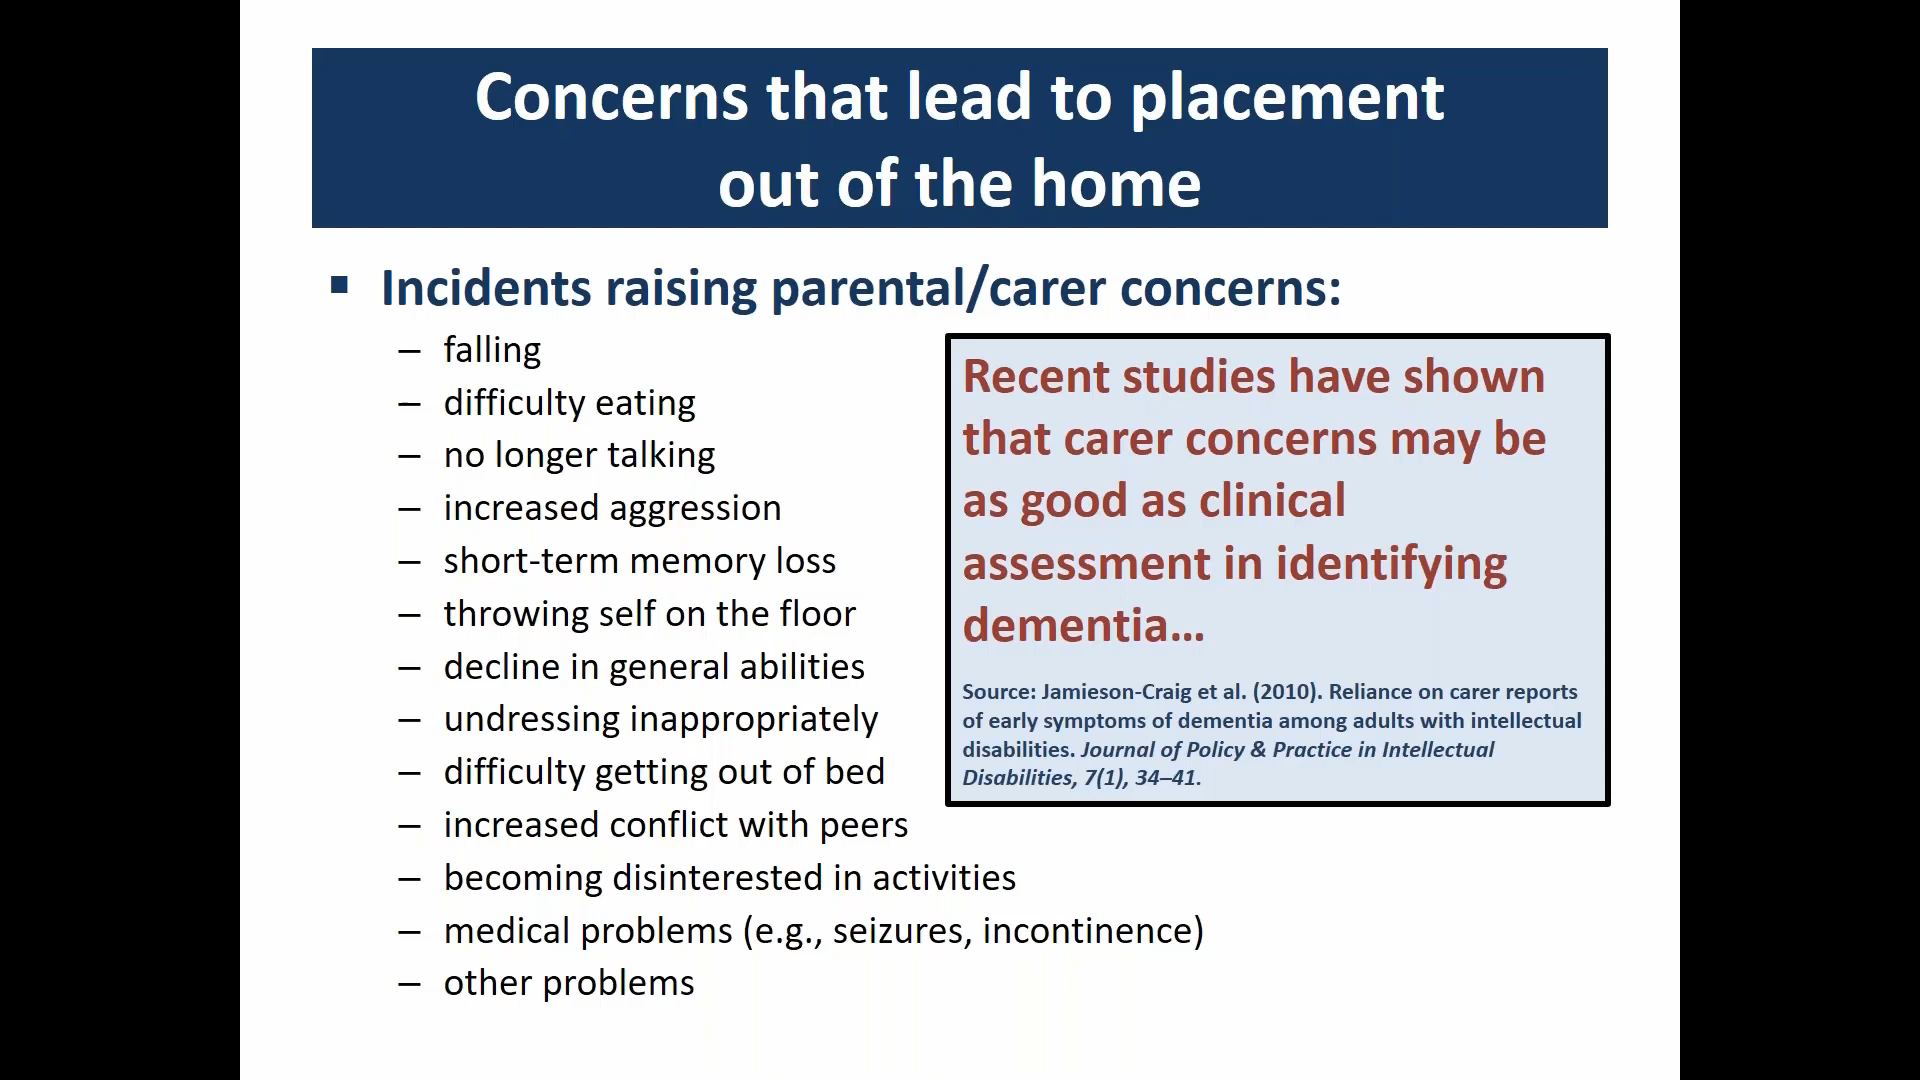 Concerns that lead to placement
out of the home
▪ Incidents raising parental/carer concerns:
– falling
– difficulty eating
– no longer talking
– increased aggression
– short-term memory loss
– throwing self on the floor
– decline in general abilities
– undressing inappropriately
– difficulty getting out of bed
– increased conflict with peers
– becoming disinterested in activities
– medical problems (e.g., seizures, incontinence)
– other problems
Recent studies have shown
that carer concerns may be
as good as clinical
assessment in identifying
dementia…
Source: Jamieson-Craig et al. (2010). Reliance on carer reports
of early symptoms of dementia among adults with intellectual
disabilities. Journal of Policy & Practice in Intellectual
Disabilities, 7(1), 34–41.